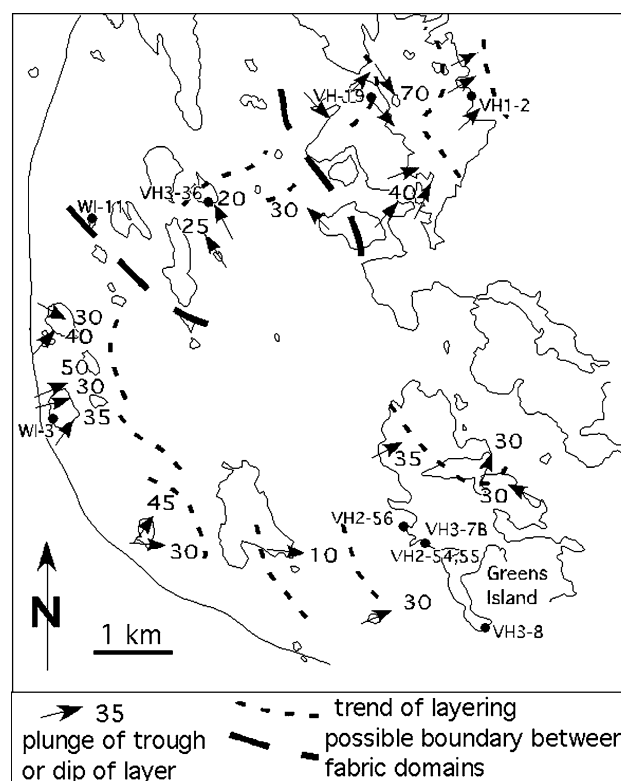 VH-19
70
VH1-2
VH3-36
20
40
WI-11
30
25
30
40
50
30
35
WI-3
30
35
30
45
VH2-56
VH3-7B
30
10
VH2-54,55
Greens
Island
30
N
1 km
VH3-8
35
trend of layering
plunge of trough
or dip of layer
possible boundary between
fabric domains